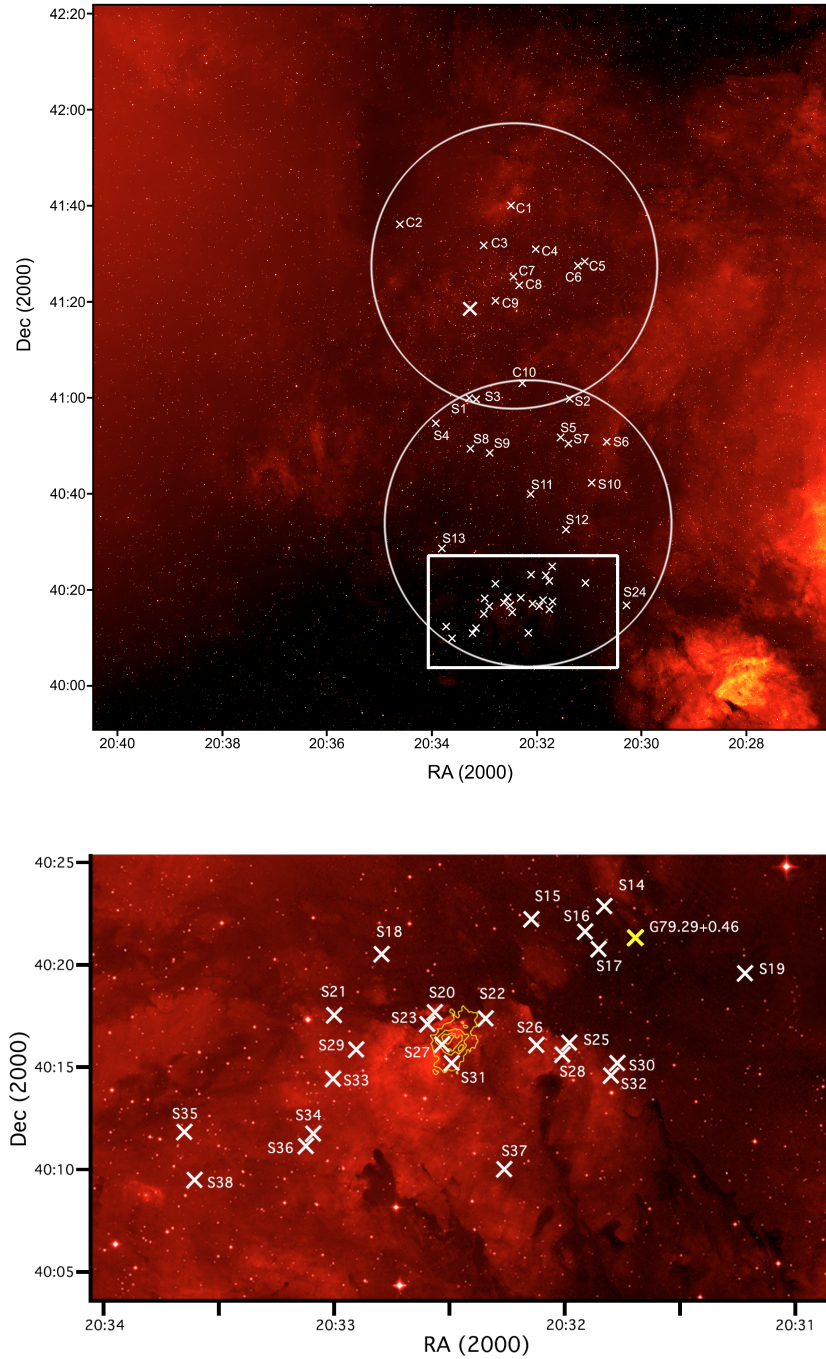 42:20
42:00
41:40
41:20
41:00
40:40
40:20
40:00
Dec (2000)
C1
C2
C3
C4
C5
C6
C7
C8
C9
C10
S1
S3
S2
S4
S5
S7
S6
S8
S9
S10
S11
S12
S13
S24
20:40
20:38
20:36
20:34
20:32
20:30
20:28
RA (2000)
40:25
40:20
40:15
40:10
40:05
Dec (2000)
S14
S15
S16
G79.29+0.46
S17
S18
S19
S20
S21
S22
S23
S26
S25
S27
S28
S29
S30
S31
S32
S33
S35
S34
S36
S37
S38
20:34
20:33
20:32
20:31
RA (2000)